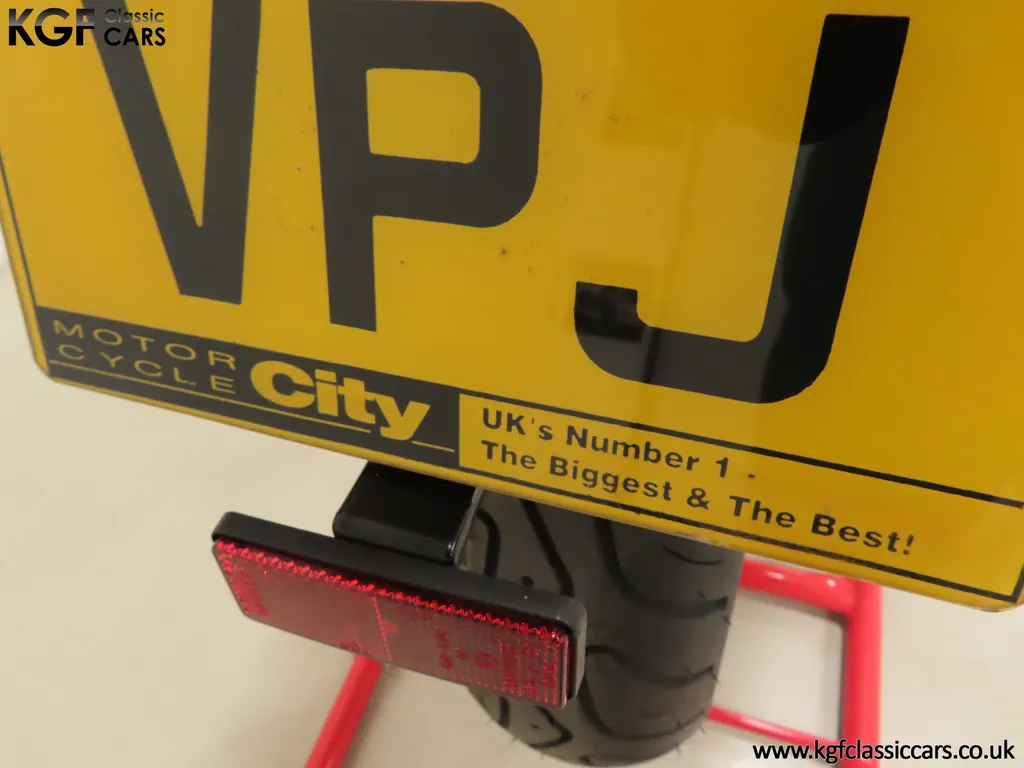 KGF Classic
CARS
VPJ
MOTOR
CYCLE City
UK's Number 1 -
The Biggest & The Best!
www.kgfclassiccars.co.uk